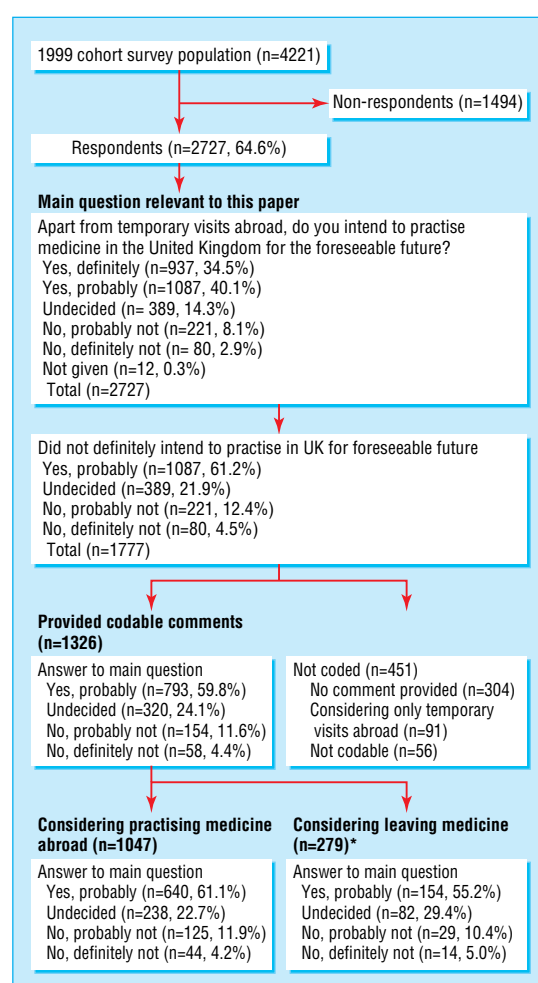 1999 cohort survey population (n=4221)
Non-respondents (n=1494)
Respondents (n=2727, 64.6%)
Main question relevant to this paper
Apart from temporary visits abroad, do you intend to practise
medicine in the United Kingdom for the foreseeable future?
Yes, definitely (n=937, 34.5%)
Yes, probably (n=1087, 40.1%)
Undecided (n= 389, 14.3%)
No, probably not (n=221, 8.1%)
No, definitely not (n= 80, 2.9%)
Not given (n=12, 0.3%)
Total (n=2727)
Did not definitely intend to practise in UK for foreseeable future
Yes, probably (n=1087, 61.2%)
Undecided (n=389, 21.9%)
No, probably not (n=221, 12.4%)
No, definitely not (n=80, 4.5%)
Total (n=1777)
Provided codable comments
(n=1326)
Answer to main question
Yes, probably (n=793, 59.8%)
Undecided (n=320, 24.1%)
No, probably not (n=154, 11.6%)
No, definitely not (n=58, 4.4%)
Not coded (n=451)
No comment provided (n=304)
Considering only temporary
visits abroad (n=91)
Not codable (n=56)
Considering practising medicine
abroad (n=1047)
Answer to main question
Yes, probably (n=640, 61.1%)
Undecided (n=238, 22.7%)
No, probably not (n=125, 11.9%)
No, definitely not (n=44, 4.2%)
Considering leaving medicine
(n=279)*
Answer to main question
Yes, probably (n=154, 55.2%)
Undecided (n=82, 29.4%)
No, probably not (n=29, 10.4%)
No, definitely not (n=14, 5.0%)